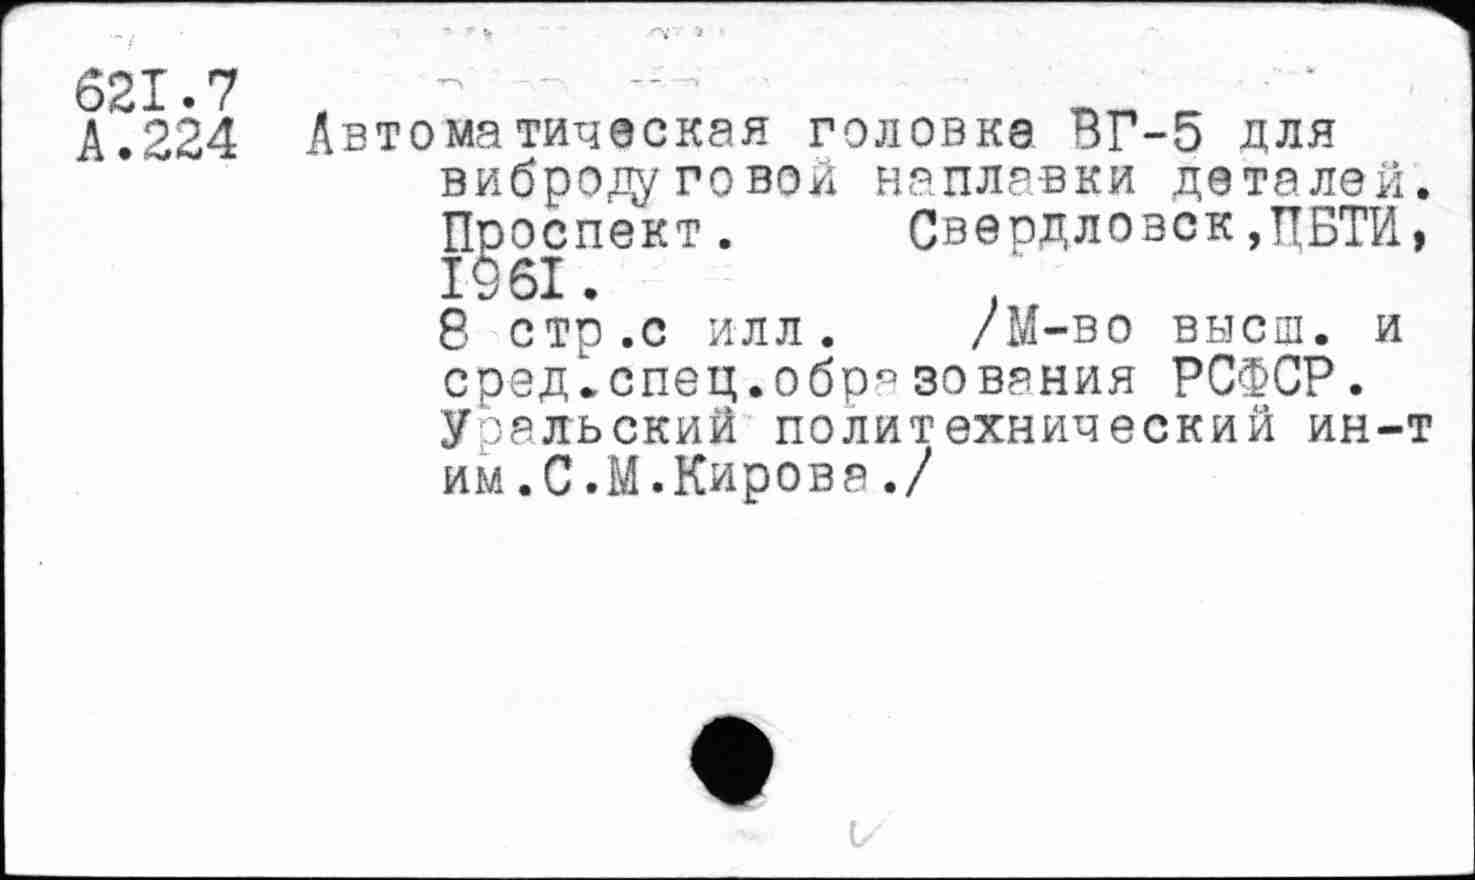 621.7
А.224 Автоматическая головка ВГ-5 для
вибродуговой наплавки деталей.
Проспект. Свердловск,ЦБТИ,
1961.
8 стр.с илл. /М-во высш. и
сред.спец.образования РСФСР.
Уральский политехнический ин-т
им.С.М.Кирова./